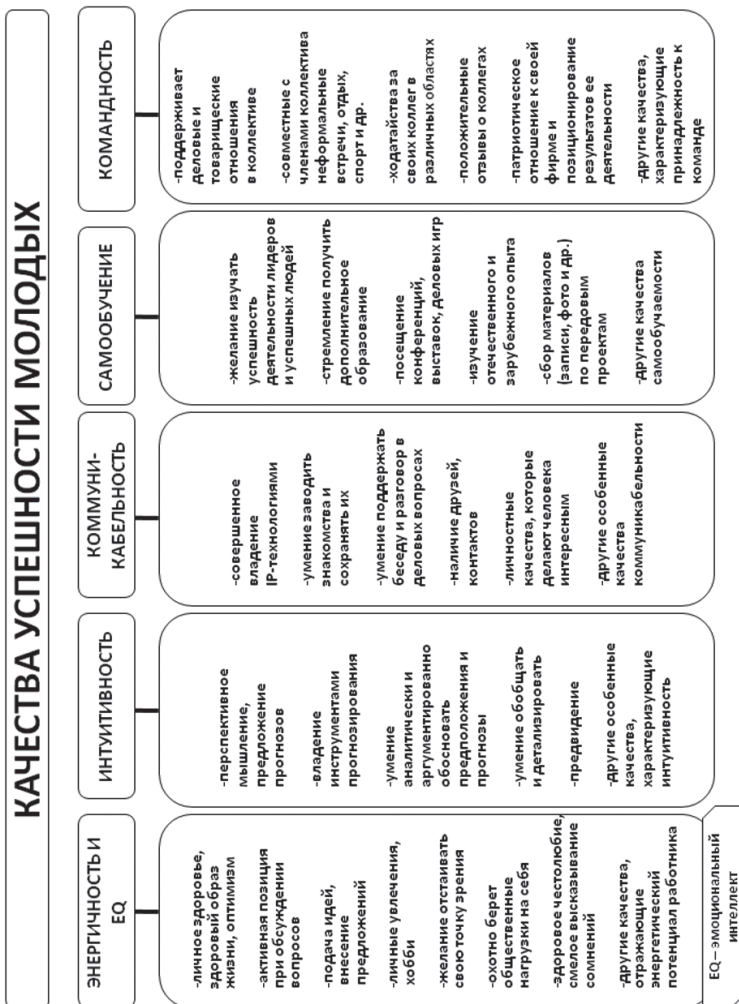 КАЧЕСТВА УСПЕШНОСТИ МОЛОДЫХ
ЭНЕРГИЧНОСТЬ И
EQ
-личное здоровье,
здоровый образ
жизни, оптимизм
-активная позиция
при обсуждении
вопросов
-подача идей,
внесение
предложений
-личные увлечения,
хобби
-желание отстаивать
свою точку зрения
-охотно берет
общественные
нагрузки на себя
-здоровое честолюбие,
смелое высказывание
сомнений
-другие качества,
отражающие
энергетический
потенциал работника
EQ – эмоциональный
интеллект
ИНТУИТИВНОСТЬ
-перспективное
мышление,
предложение
прогнозов
-владение
инструментами
прогнозирования
-умение
аналитически и
аргументированно
обосновать
предположения и
прогнозы
-умение обобщать
и детализировать
-предвидение
-другие особенные
качества,
характеризующие
интуитивность
КОММУНИ-
КАБЕЛЬНОСТЬ
-совершенное
владение
IP-технологиями
-умение заводить
знакомства и
сохранять их
-умение поддержать
беседу и разговор в
деловых вопросах
-наличие друзей,
контактов
-личностные
качества, которые
делают человека
интересным
-другие особенные
качества
коммуникабельности
САМООБУЧЕНИЕ
-желание изучать
успешность
деятельности лидеров
и успешных людей
-стремление получить
дополнительное
образование
-посещение
конференций,
выставок, деловых игр
-изучение
отечественного и
зарубежного опыта
-сбор материалов
(записи, фото и др.)
по передовым
проектам
-другие качества
самообучаемости
КОМАНДНОСТЬ
-поддерживает
деловые и
товарищеские
отношения
в коллективе
-совместные с
членами коллектива
неформальные
встречи, отдых,
спорт и др.
-ходатайства за
своих коллег в
различных областях
-положительные
отзывы о коллегах
-патриотическое
отношение к своей
фирме и
позиционирование
результатов ее
деятельности
-другие качества,
характеризующие
принадлежность к
команде